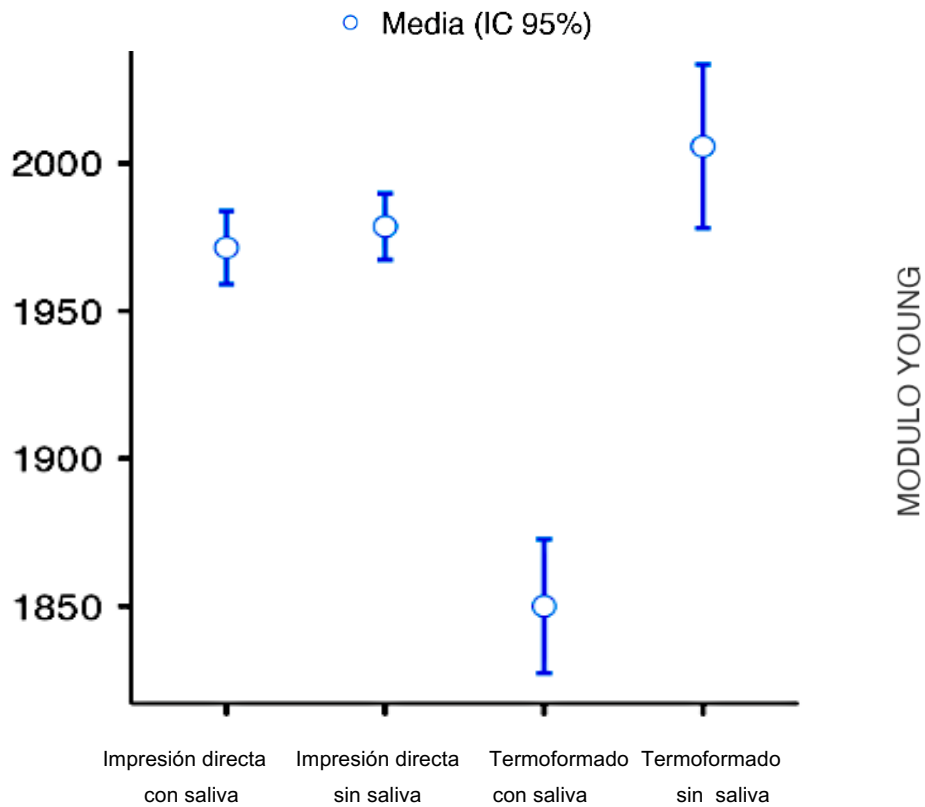 Media (IC 95%)
2000
1950
1900
1850
MODULO YOUNG
Impresión directa
con saliva
Impresión directa
sin saliva
Termoformado
con saliva
Termoformado
sin saliva